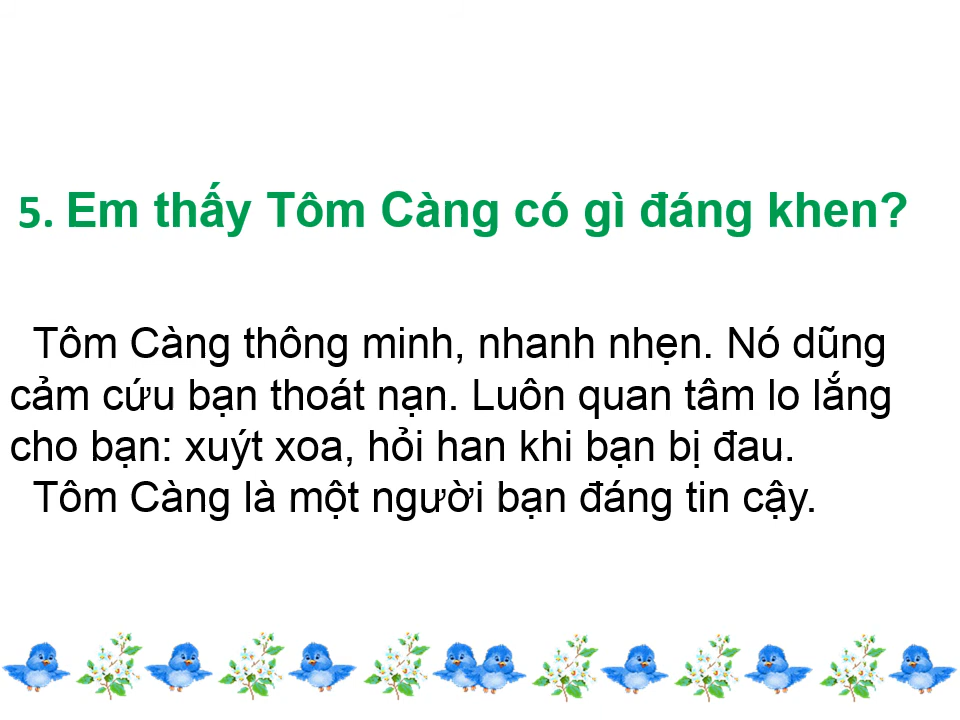 5. Em thấy Tôm Càng có gì đáng khen?
Tôm Càng thông minh, nhanh nhẹn. Nó dũng
cảm cứu bạn thoát nạn. Luôn quan tâm lo lắng
cho bạn: xuýt xoa, hỏi han khi bạn bị đau.
Tôm Càng là một người bạn đáng tin cậy.